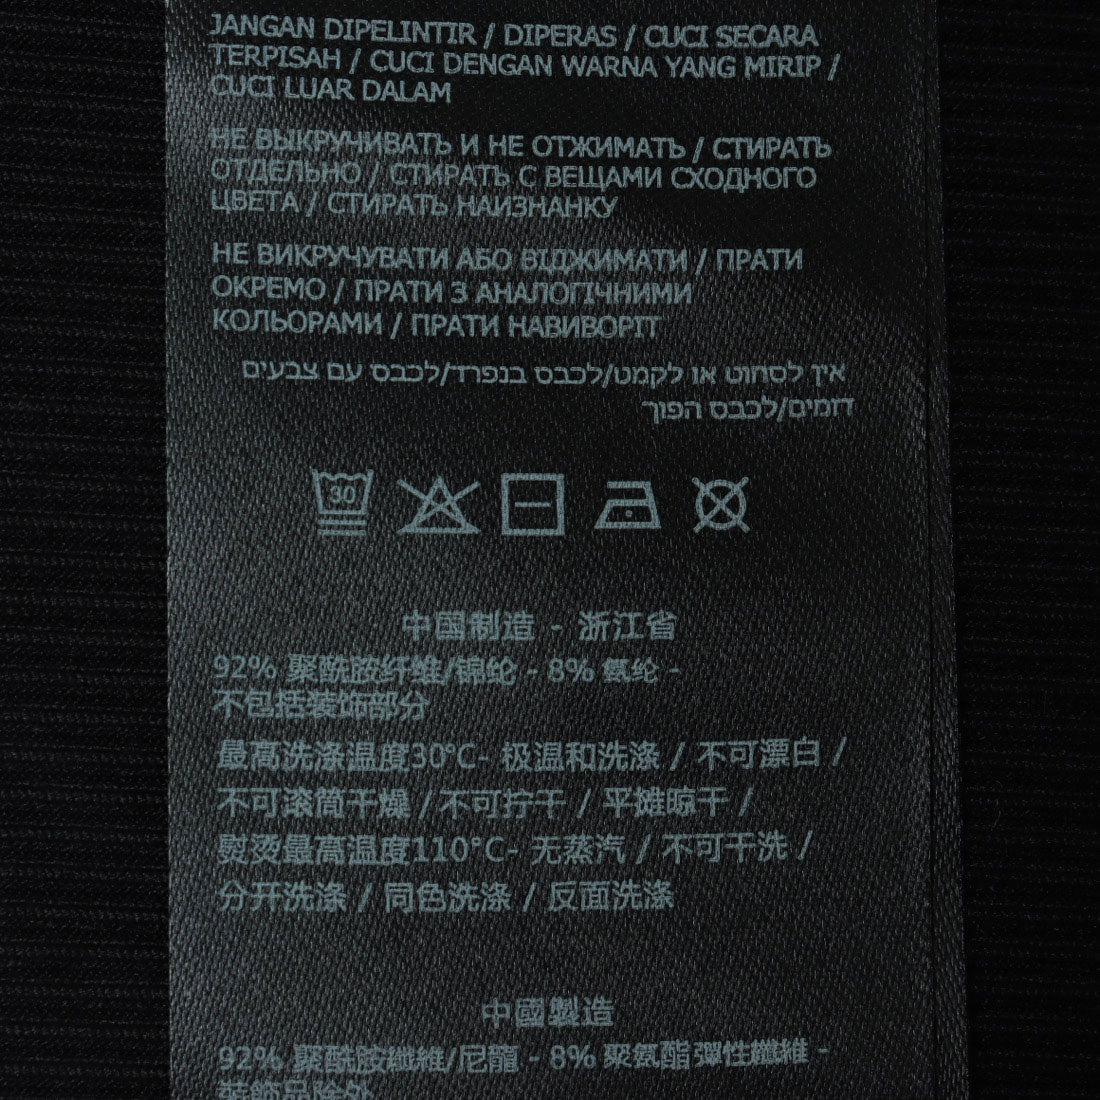 JANGAN DIPELINTIR / DIPERAS / CUCI SECARA
TERPISAH / CUCI DENGAN WARNA YANG MIRIP /
CUCI LUAR DALAM
НЕ ВЫКРУЧИВАТЬ И НЕ ОТЖИМАТЬ / СТИРАТЬ
ОТДЕЛЬНО / СТИРАТЬ С ВЕЩАМИ СХОДНОГО
ЦВЕТА / СТИРАТЬ НАИЗНАНКУ
НЕ ВИКРУЧУВАТИ АБО ВІДЖИМАТИ / ПРАТИ
ОКРЕМО / ПРАТИ З АНАЛОГІЧНИМИ
КОЛЬОРАМИ / ПРАТИ НАВИВОРІТ
אין לסחוט או לקמט/לכבס בנפרד/לכבס עם צבעים
דומים/לכבס הפוך
30
中国制造 - 浙江省
92% 聚酰胺纤维/锦纶 - 8% 氨纶 -
不包括装饰部分
最高洗涤温度30°C- 极温和洗涤 / 不可漂白 /
不可滚筒干燥 / 不可拧干 / 平摊晾干 /
熨烫最高温度110°C- 无蒸汽 / 不可干洗 /
分开洗涤 / 同色洗涤 / 反面洗涤
中國製造
92% 聚酰胺纖維/尼龍 - 8% 聚氨酯彈性纖維 -
裝飾品除外